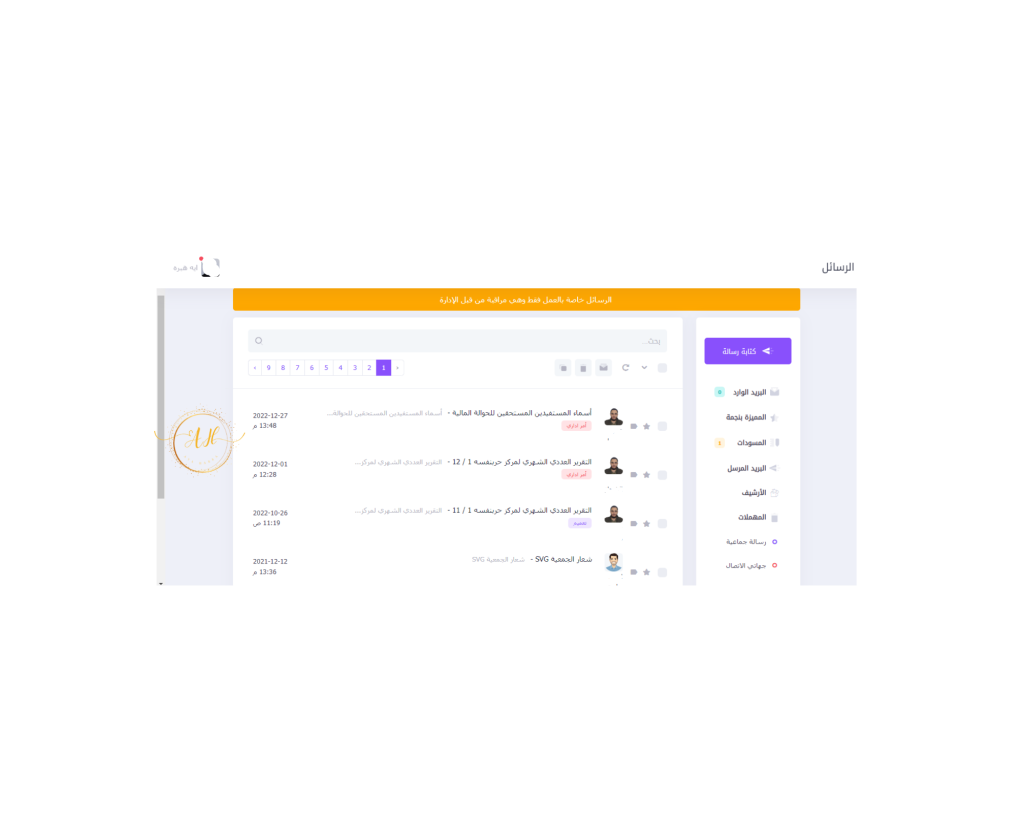 الرسائل
ايه هيره
الرسائل خاصة بالعمل فقط وهي مراقبة من قبل الإدارة
كتابة رسالة
البريد الوارد 0
المميزة بنجمة
المسودات 1
البريد المرسل
الأرشيف
المهملات
رسالة جماعية
جهاتي الاتصال
بحث...
1 2 3 4 5 6 7 8 9
أسماء المستفيدين المستحقين للحوالة المالية - أسماء المستفيدين المستحقين للحوالة...
أمر اداري
2022-12-27
13:48 م
التقرير العددي الشهري لمركز حربنفسه 1 / 12 - التقرير العددي الشهري لمركز...
أمر اداري
2022-12-01
12:28 م
التقرير العددي الشهري لمركز حربنفسه 1 / 11 - التقرير العددي الشهري لمركز...
تعميم
2022-10-26
11:19 ص
شعار الجمعية SVG - شعار الجمعية SVG
2021-12-12
13:36 م